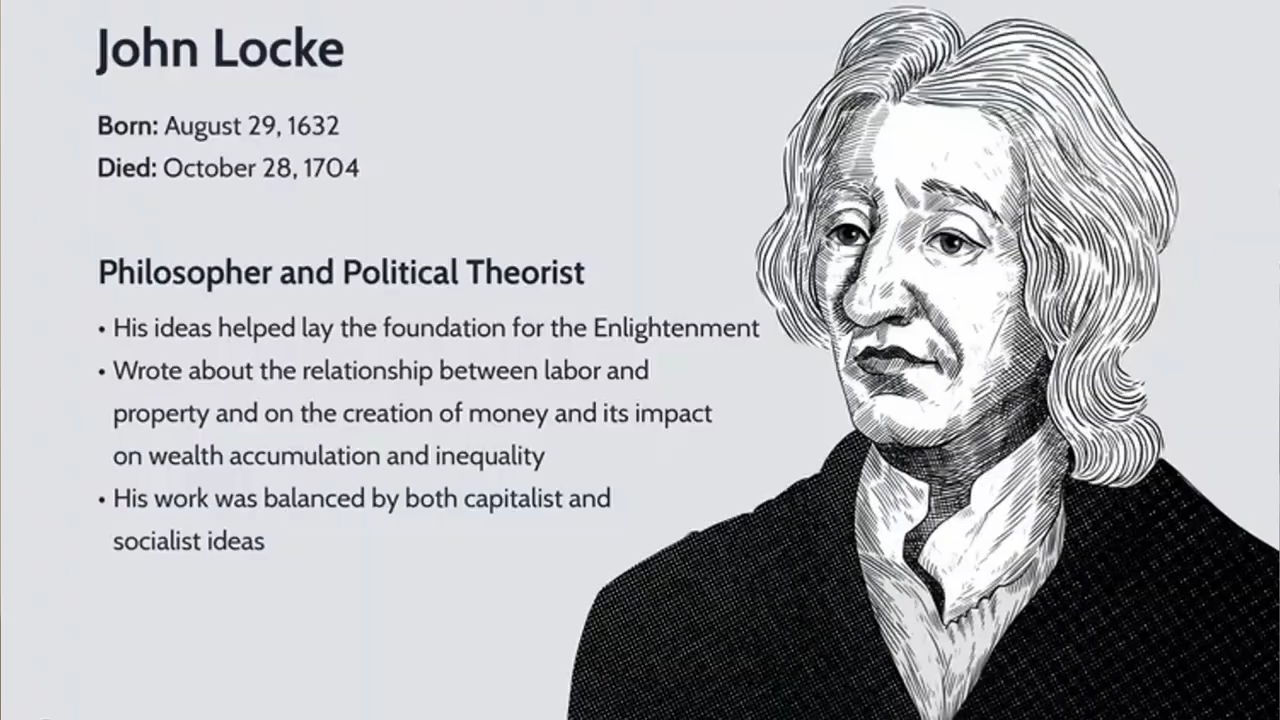 John Locke
Born: August 29, 1632
Died: October 28, 1704
Philosopher and Political Theorist
• His ideas helped lay the foundation for the Enlightenment
• Wrote about the relationship between labor and
property and on the creation of money and its impact
on wealth accumulation and inequality
• His work was balanced by both capitalist and
socialist ideas